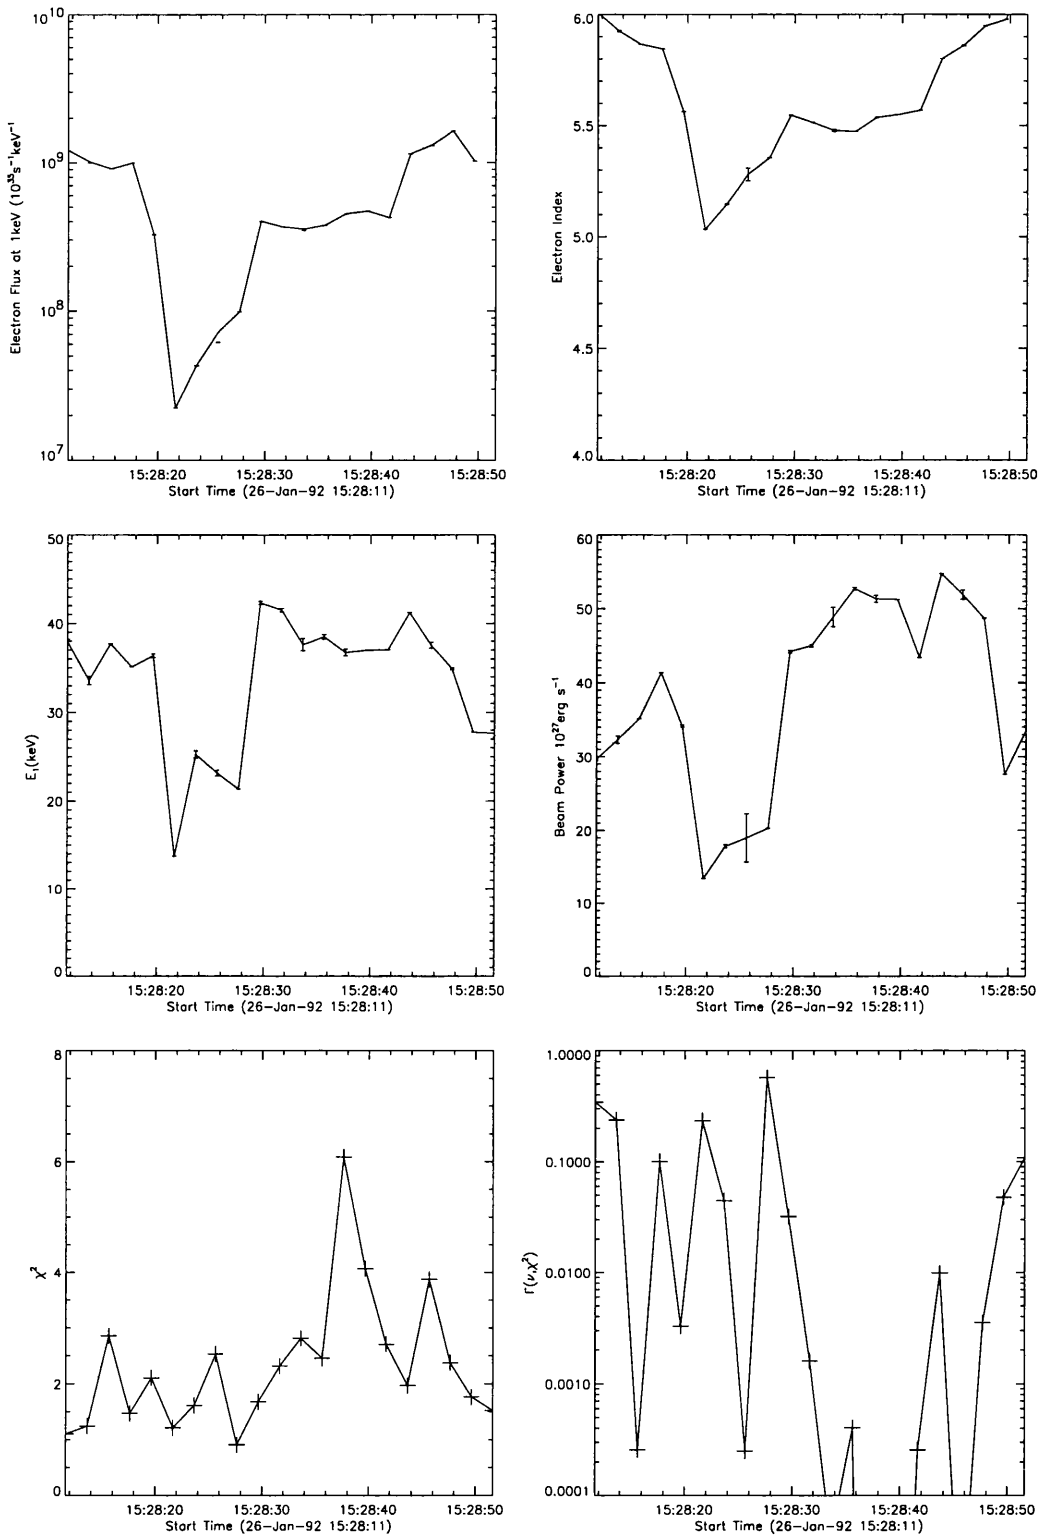 10^10
10^9
10^8
10^7
Electron Flux at 1keV (10^35 s^-1 keV^-1)
15:28:20 15:28:30 15:28:40 15:28:50
Start Time (26-Jan-92 15:28:11)
6.0
5.5
5.0
4.5
4.0
Electron Index
15:28:20 15:28:30 15:28:40 15:28:50
Start Time (26-Jan-92 15:28:11)
50
40
30
20
10
0
E₁(keV)
15:28:20 15:28:30 15:28:40 15:28:50
Start Time (26-Jan-92 15:28:11)
60
50
40
30
20
10
0
Beam Power 10^27 erg s^-1
15:28:20 15:28:30 15:28:40 15:28:50
Start Time (26-Jan-92 15:28:11)
8
6
4
2
0
χ²
15:28:20 15:28:30 15:28:40 15:28:50
Start Time (26-Jan-92 15:28:11)
1.0000
0.1000
0.0100
0.0010
0.0001
Γ(ν,χ²)
15:28:20 15:28:30 15:28:40 15:28:50
Start Time (26-Jan-92 15:28:11)